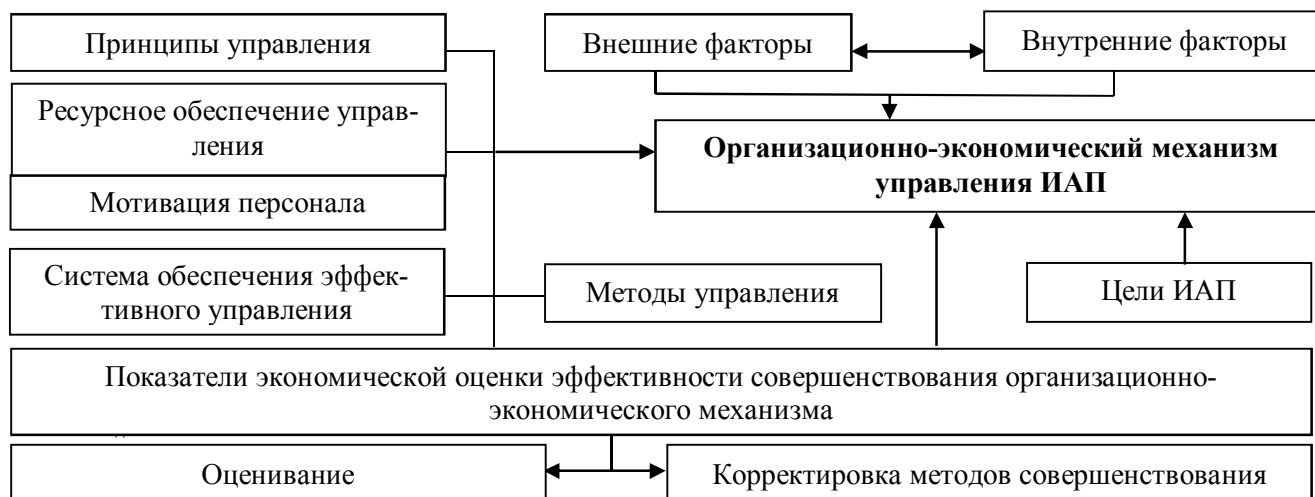 Принципы управления
Внешние факторы
Внутренние факторы
Ресурсное обеспечение управ-
ления
Организационно-экономический механизм
управления ИАП
Мотивация персонала
Система обеспечения эффек-
тивного управления
Методы управления
Цели ИАП
Показатели экономической оценки эффективности совершенствования организационно-
экономического механизма
Оценивание
Корректировка методов совершенствования